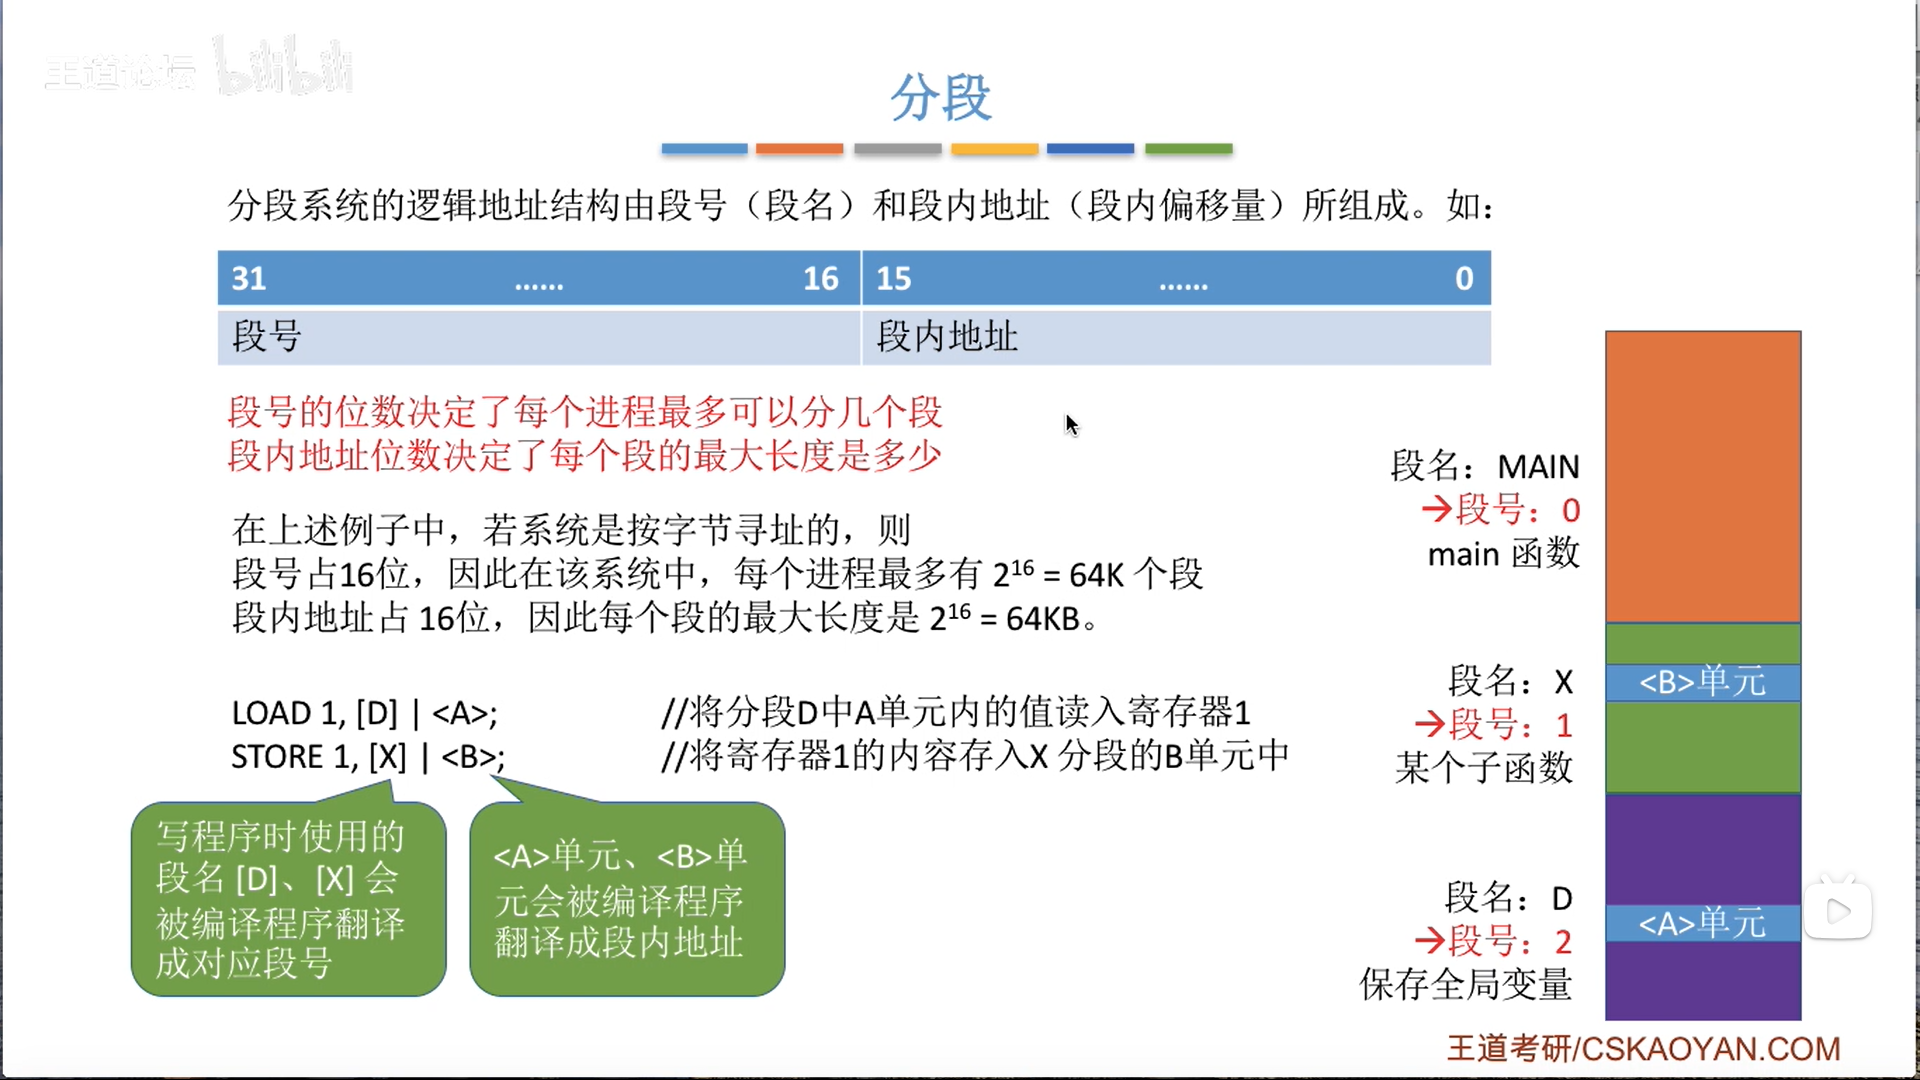 王道论坛 bilibili
分段
分段系统的逻辑地址结构由段号（段名）和段内地址（段内偏移量）所组成。如：
31 …… 16 15 …… 0
段号 段内地址
段号的位数决定了每个进程最多可以分几个段
段内地址位数决定了每个段的最大长度是多少
在上述例子中，若系统是按字节寻址的，则
段号占16位，因此在该系统中，每个进程最多有 2¹⁶ = 64K 个段
段内地址占 16位，因此每个段的最大长度是 2¹⁶ = 64KB。
LOAD 1, [D] | <A>; //将分段D中A单元内的值读入寄存器1
STORE 1, [X] | <B>; //将寄存器1的内容存入X 分段的B单元中
写程序时使用的
段名 [D]、[X] 会
被编译程序翻译
成对应段号
<A>单元、<B>单
元会被编译程序
翻译成段内地址
段名：MAIN
→段号：0
main 函数
段名：X
→段号：1
某个子函数
<B>单元
段名：D
→段号：2
保存全局变量
<A>单元
王道考研/CSKAOYAN.COM